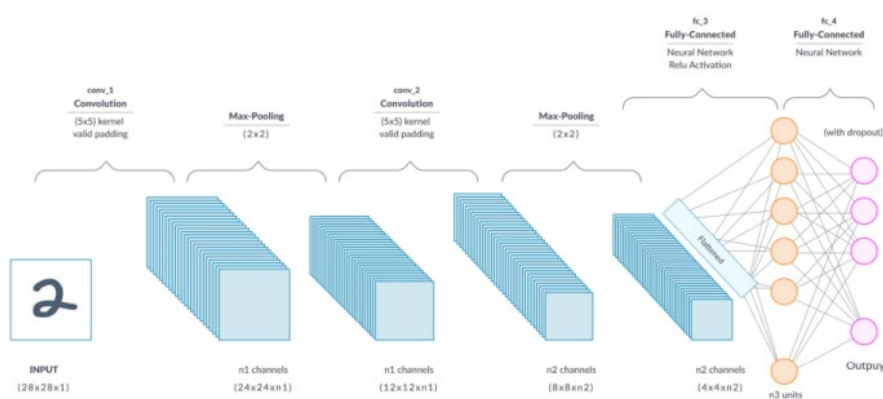 fc_3
Fully-Connected
Neural Network
Relu Activation
fc_4
Fully-Connected
Neural Network
conv_1
Convolution
(5x5) kernel
valid padding
Max-Pooling
(2x2)
conv_2
Convolution
(5x5) kernel
valid padding
Max-Pooling
(2x2)
(with dropout)
Flattened
2
INPUT
(28x28x1)
n1 channels
(24x24xn1)
n1 channels
(12x12xn1)
n2 channels
(8x8xn2)
n2 channels
(4x4xn2)
n3 units
Outpuy